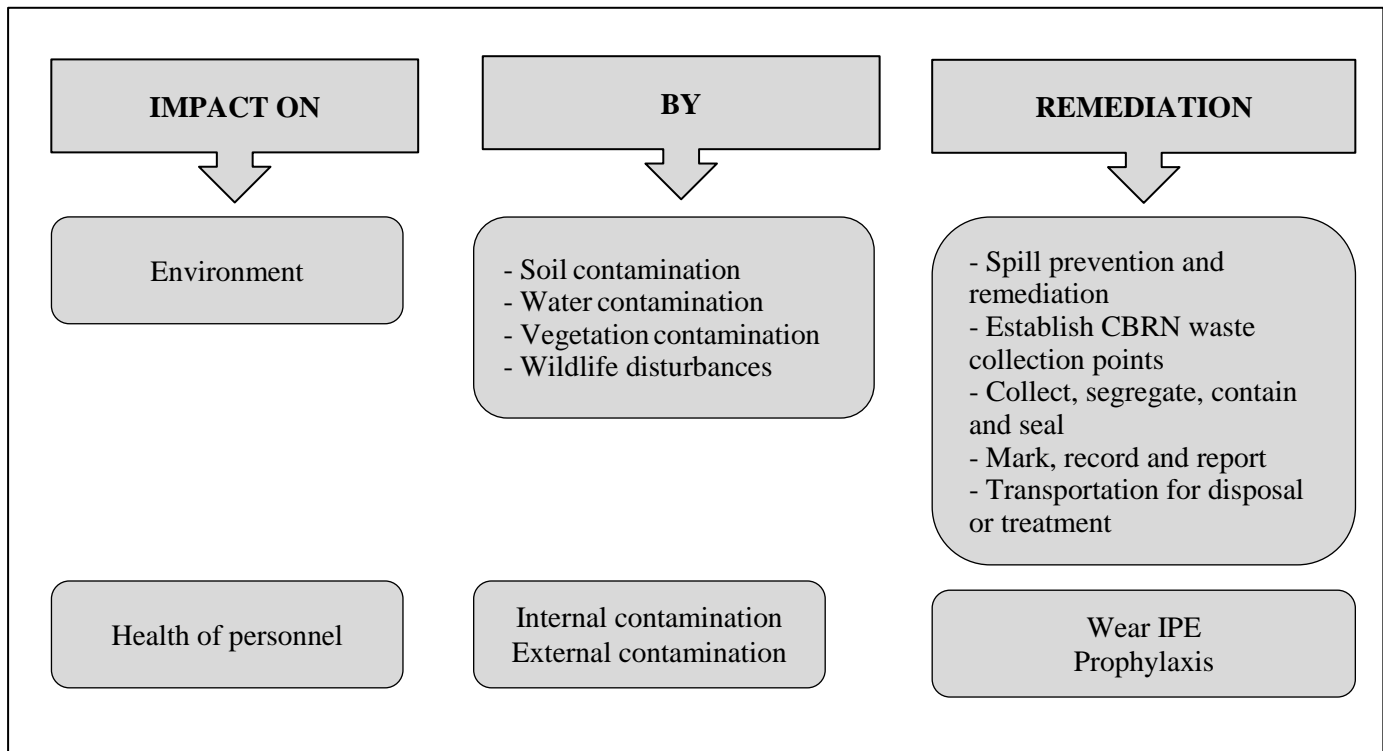 IMPACT ON
BY
REMEDIATION
Environment
- Soil contamination
- Water contamination
- Vegetation contamination
- Wildlife disturbances
- Spill prevention and
remediation
- Establish CBRN waste
collection points
- Collect, segregate, contain
and seal
- Mark, record and report
- Transportation for disposal
or treatment
Health of personnel
Internal contamination
External contamination
Wear IPE
Prophylaxis